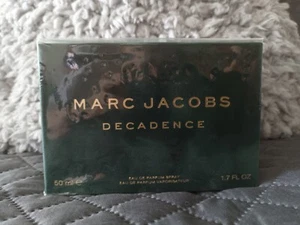 MARC JACOBS
DECADENCE
EAU DE PARFUM SPRAY
50 ml e EAU DE PARFUM VAPORISATEUR 1.7 FL OZ